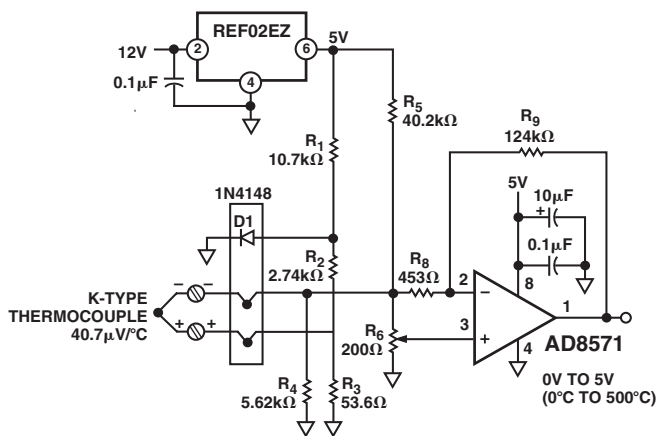 REF02EZ
12V
2
6
5V
4
0.1µF
R5
40.2kΩ
R9
124kΩ
R1
10.7kΩ
1N4148
D1
5V
10µF
+
0.1µF
R2
2.74kΩ
R8
453Ω
2
8
−
1
K-TYPE
THERMOCOUPLE
40.7µV/°C
− −
+ +
R6
200Ω
3
+
4
AD8571
R4
5.62kΩ
R3
53.6Ω
0V TO 5V
(0°C TO 500°C)